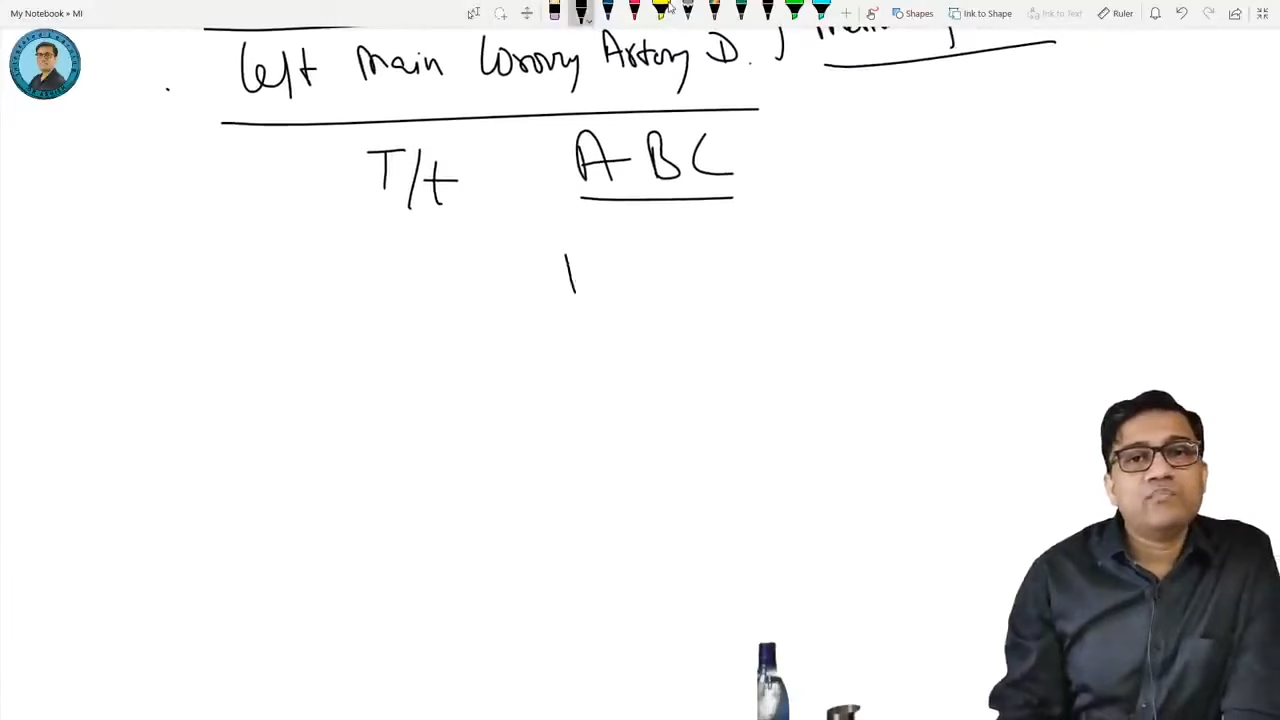 My Notebook » MI
Shapes Ink to Shape Ink to Text Ruler
left Main Coronary Artery D.
T/t ABC